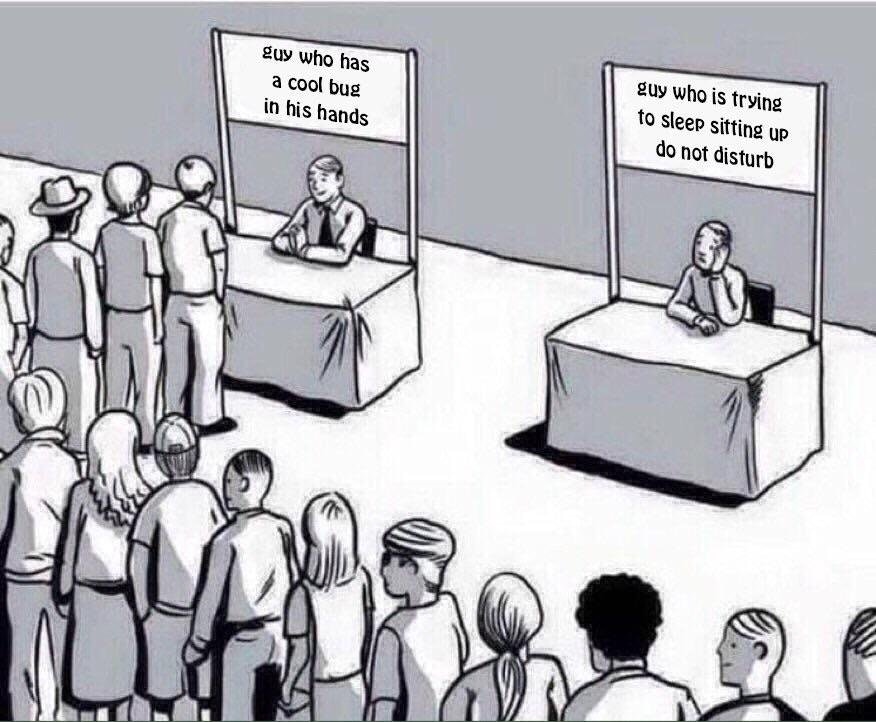 guy who has
a cool bug
in his hands
guy who is trying
to sleep sitting up
do not disturb